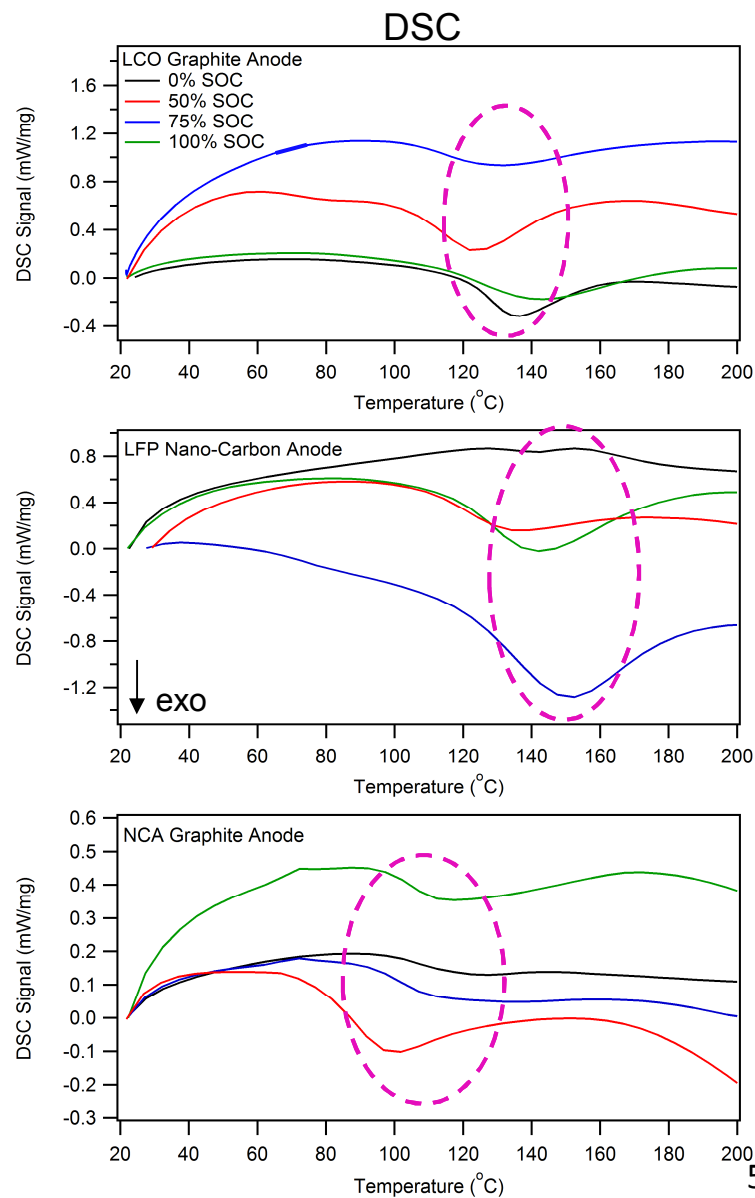 DSC
LCO Graphite Anode
0% SOC
50% SOC
75% SOC
100% SOC
1.6
1.2
0.8
0.4
0.0
-0.4
DSC Signal (mW/mg)
20 40 60 80 100 120 140 160 180 200
Temperature (°C)
LFP Nano-Carbon Anode
0.8
0.4
0.0
-0.4
-0.8
-1.2
DSC Signal (mW/mg)
exo
20 40 60 80 100 120 140 160 180 200
Temperature (°C)
NCA Graphite Anode
0.6
0.5
0.4
0.3
0.2
0.1
0.0
-0.1
-0.2
-0.3
DSC Signal (mW/mg)
20 40 60 80 100 120 140 160 180 200
Temperature (°C)